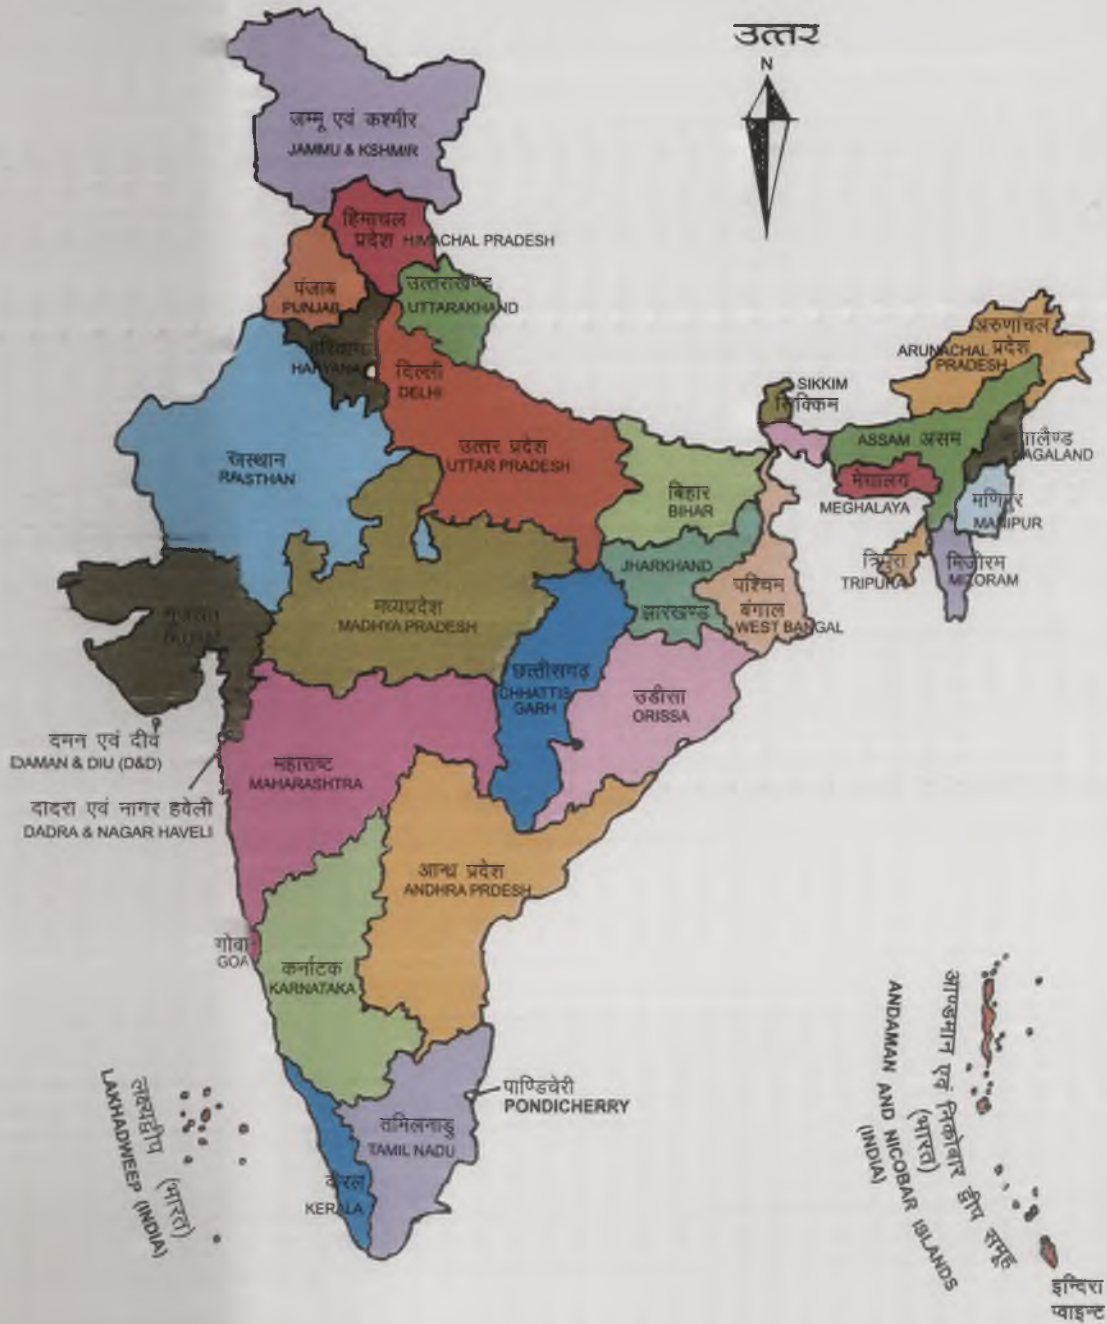 उत्तर
N
जम्मू एवं कश्मीर
JAMMU & KSHMIR
हिमाचल
प्रदेश HIMACHAL PRADESH
पंजाब
PUNJAB
उत्तराखण्ड
UTTARAKHAND
HARYANA
दिल्ली
DELHI
अरुणाचल
प्रदेश
ARUNACHAL
PRADESH
SIKKIM
सिक्किम
ASSAM असम
NAGALAND
राजस्थान
RAJASTHAN
उत्तर प्रदेश
UTTAR PRADESH
बिहार
BIHAR
मेघालय
MEGHALAYA
मणिपुर
MANIPUR
त्रिपुरा
TRIPURA
मिजोरम
MIZORAM
JHARKHAND
झारखण्ड
पश्चिम
बंगाल
WEST BANGAL
गुजरात
मध्यप्रदेश
MADHYA PRADESH
छत्तीसगढ़
CHHATTIS
GARH
उडीसा
ORISSA
दमन एवं दीव
DAMAN & DIU (D&D)
दादरा एवं नागर हवेली
DADRA & NAGAR HAVELI
महाराष्ट
MAHARASHTRA
आन्ध प्रदेश
ANDHRA PRDESH
गोवा
GOA
कर्नाटक
KARNATAKA
पाण्डिचेरी
PONDICHERRY
तमिलनाडु
TAMIL NADU
केरल
KERALA
लक्ष्यद्वीप (भारत)
LAKHADWEEP (INDIA)
आण्डमान एवं निकोबार द्वीप समूह
(भारत)
ANDAMAN AND NICOBAR ISLANDS
(INDIA)
इन्दिरा
प्वाइन्ट